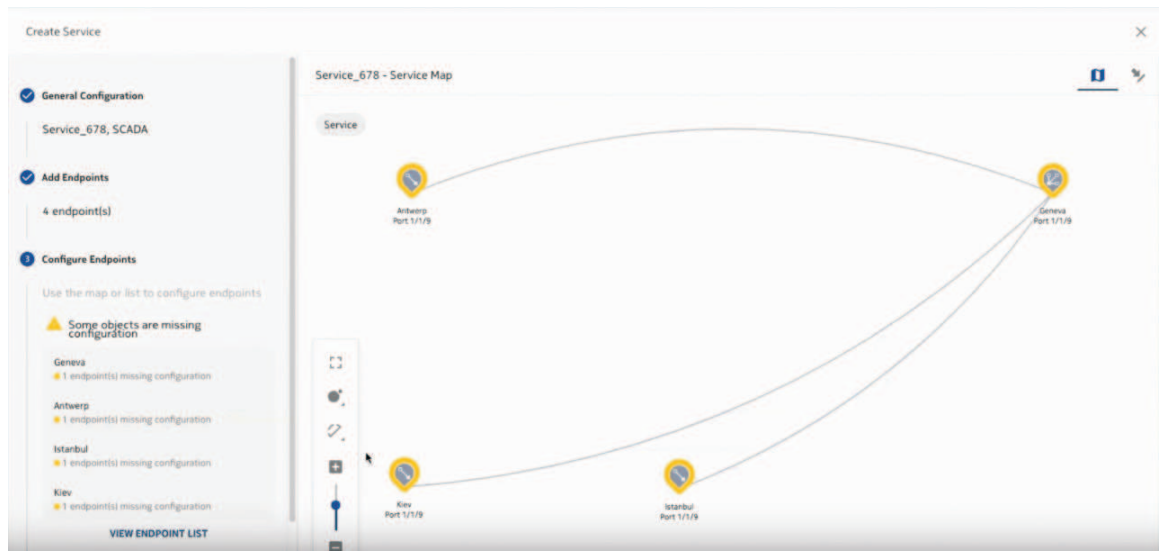 Create Service
General Configuration
Service_678, SCADA
Add Endpoints
4 endpoint(s)
3 Configure Endpoints
Use the map or list to configure endpoints
Some objects are missing
configuration
Geneva
1 endpoint(s) missing configuration
Antwerp
1 endpoint(s) missing configuration
Istanbul
1 endpoint(s) missing configuration
Kiev
1 endpoint(s) missing configuration
VIEW ENDPOINT LIST
Service_678 - Service Map
Service
Antwerp
Port 1/1/9
Geneva
Port 1/1/9
Kiev
Port 1/1/9
Istanbul
Port 1/1/9